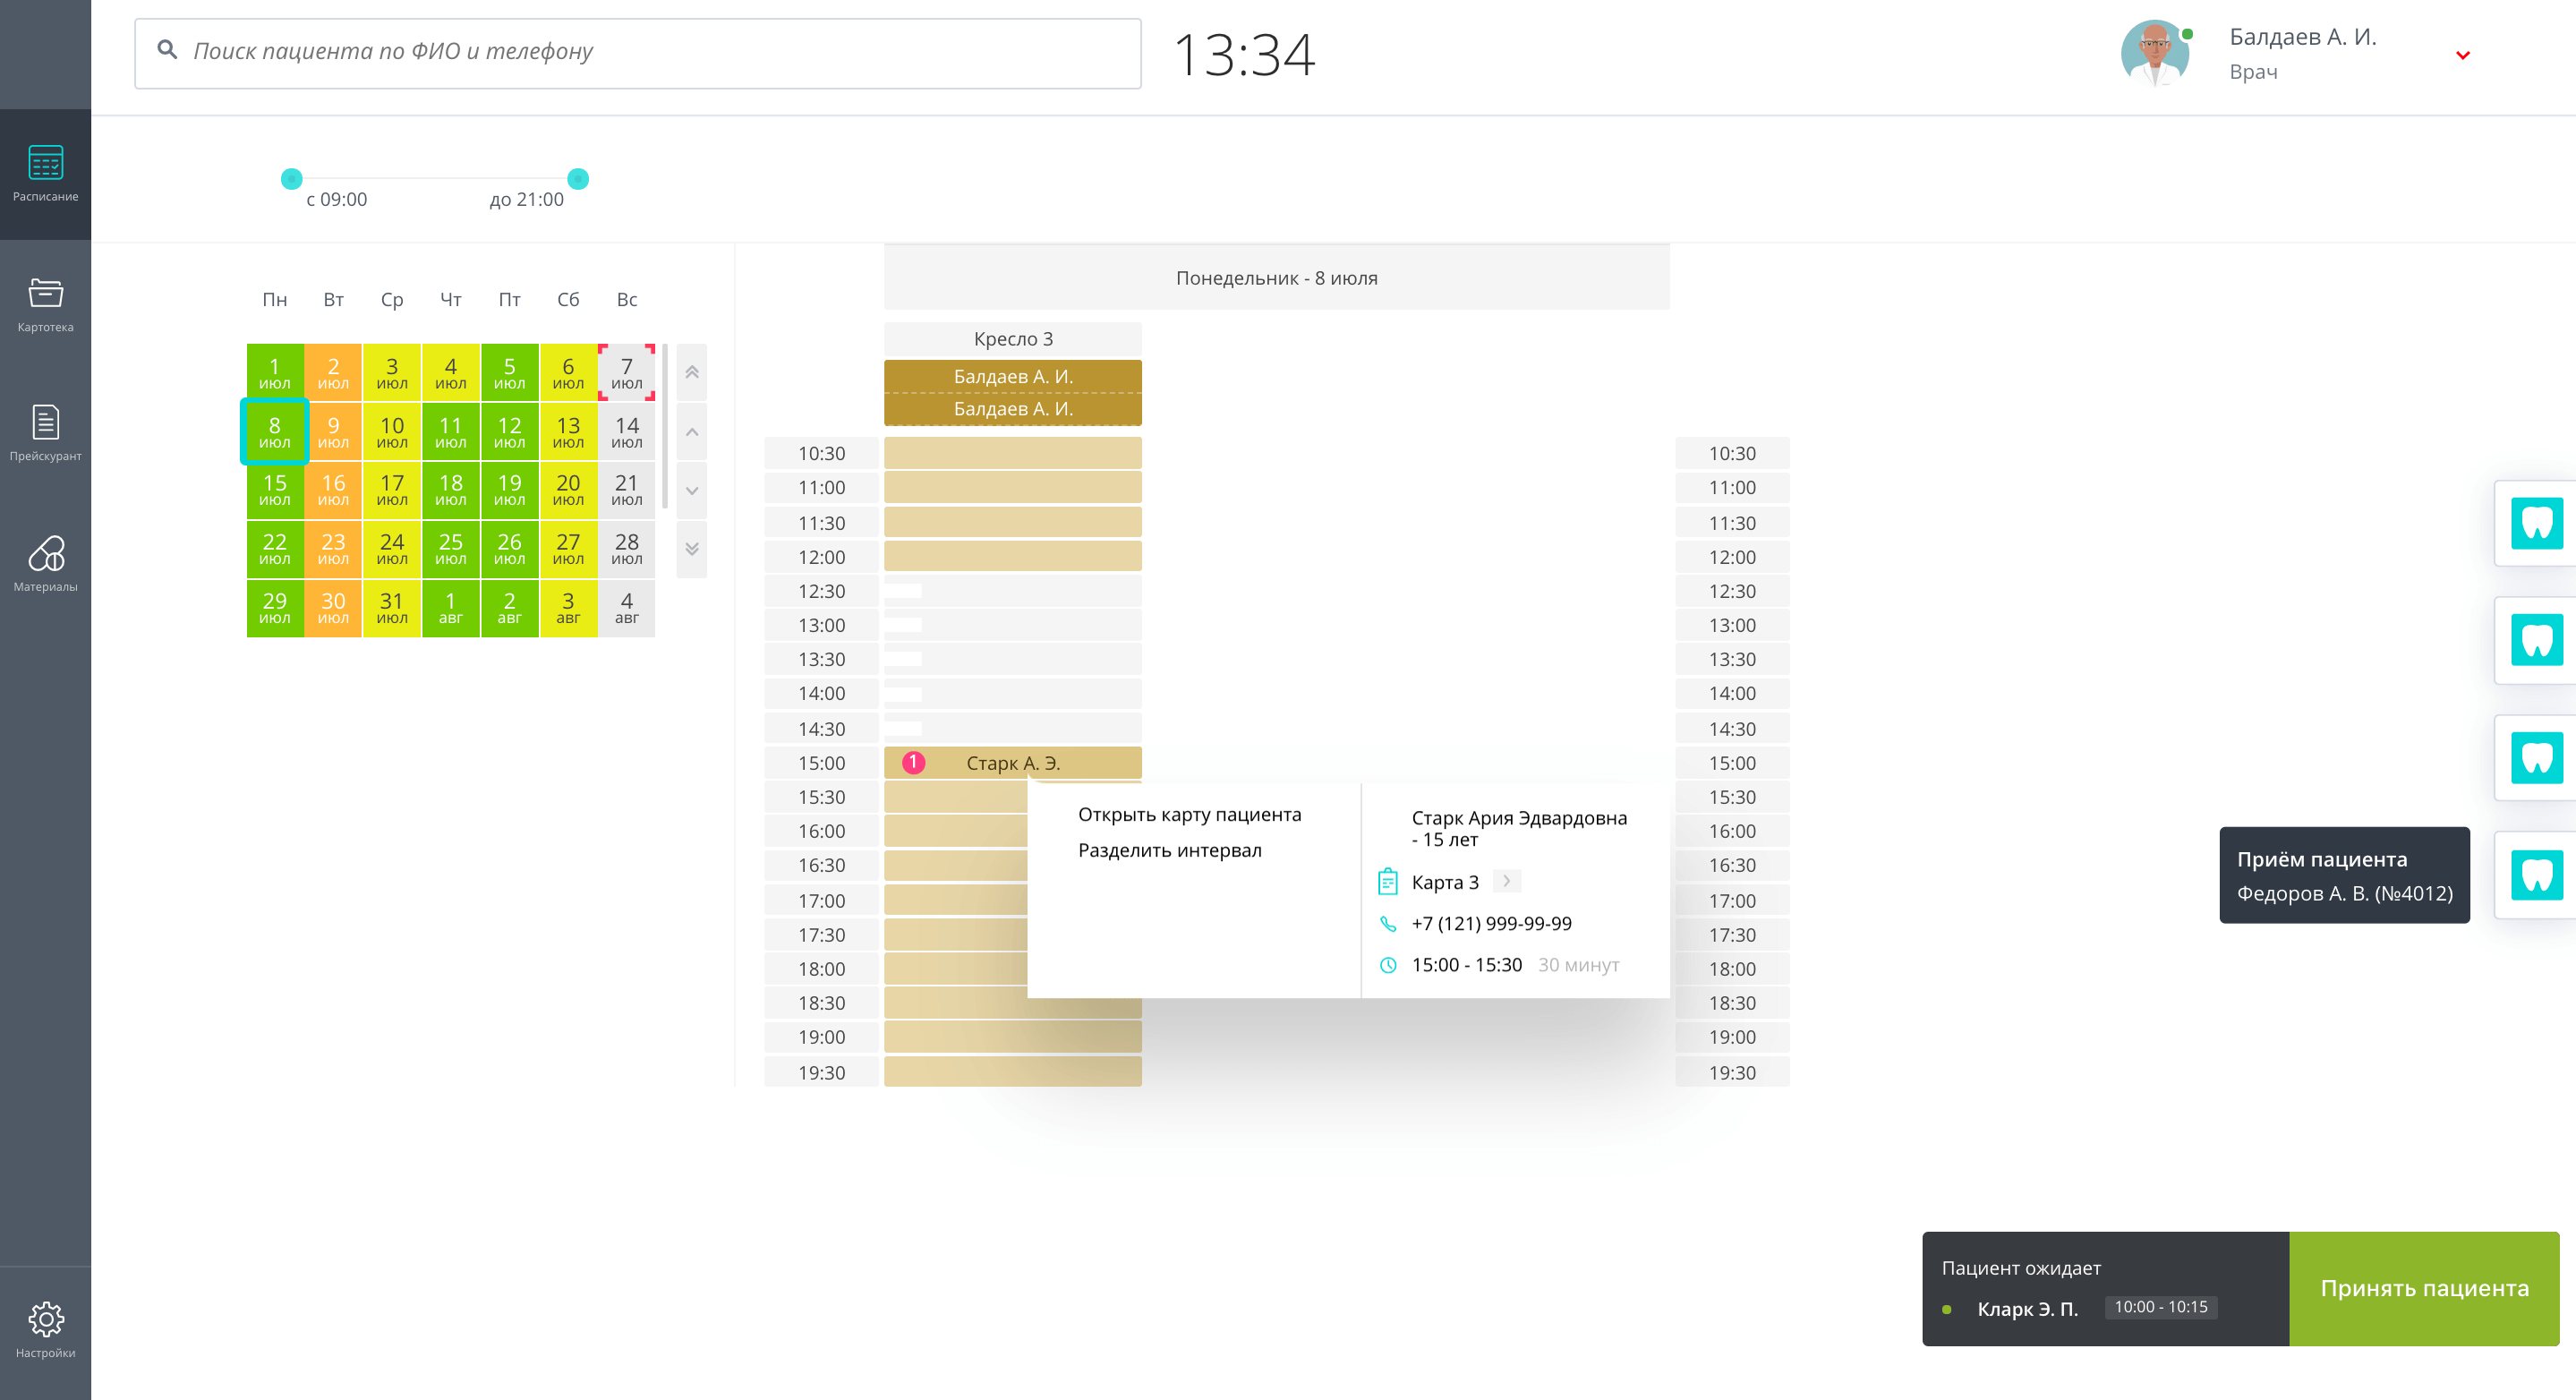 Поиск пациента по ФИО и телефону
13:34
Балдаев А. И.
Врач
Расписание
Картотека
Прейскурант
Материалы
Настройки
с 09:00 до 21:00
Пн Вт Ср Чт Пт Сб Вс
1 2 3 4 5 6 7
июл июл июл июл июл июл июл
8 9 10 11 12 13 14
июл июл июл июл июл июл июл
15 16 17 18 19 20 21
июл июл июл июл июл июл июл
22 23 24 25 26 27 28
июл июл июл июл июл июл июл
29 30 31 1 2 3 4
июл июл июл авг авг авг авг
Понедельник - 8 июля
Кресло 3
Балдаев А. И.
Балдаев А. И.
10:30 10:30
11:00 11:00
11:30 11:30
12:00 12:00
12:30 12:30
13:00 13:00
13:30 13:30
14:00 14:00
14:30 14:30
15:00 1 Старк А. Э. 15:00
15:30 15:30
16:00 16:00
16:30 16:30
17:00 17:00
17:30 17:30
18:00 18:00
18:30 18:30
19:00 19:00
19:30 19:30
Открыть карту пациента
Разделить интервал
Старк Ария Эдвардовна
- 15 лет
Карта 3
+7 (121) 999-99-99
15:00 - 15:30 30 минут
Приём пациента
Федоров А. В. (№4012)
Пациент ожидает
Кларк Э. П. 10:00 - 10:15
Принять пациента